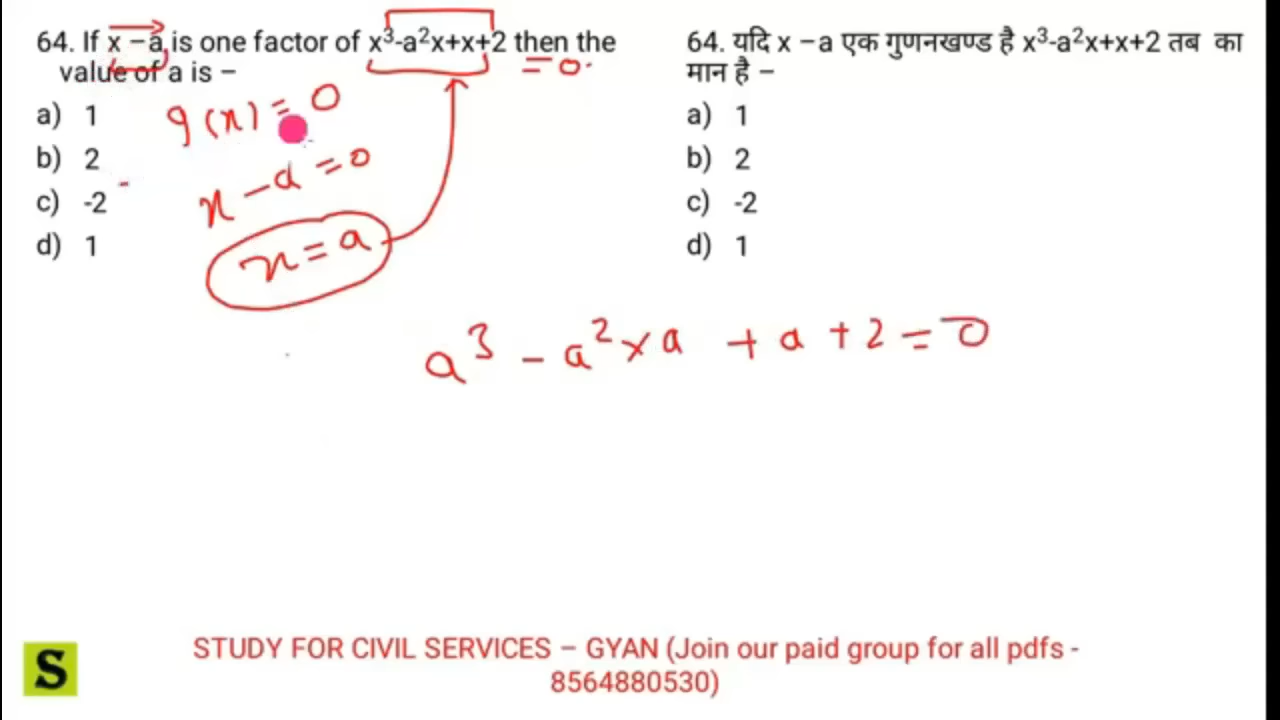 64. If x –a, is one factor of x³-a²x+x+2 then the
value of a is –
= 0.
a) 1
b) 2
c) -2
d) 1
g(x) = 0
x – a = 0
x = a
64. यदि x –a एक गुणनखण्ड है x³-a²x+x+2 तब का
मान है –
a) 1
b) 2
c) -2
d) 1
a³ – a² × a + a + 2 = 0
S
STUDY FOR CIVIL SERVICES – GYAN (Join our paid group for all pdfs -
8564880530)